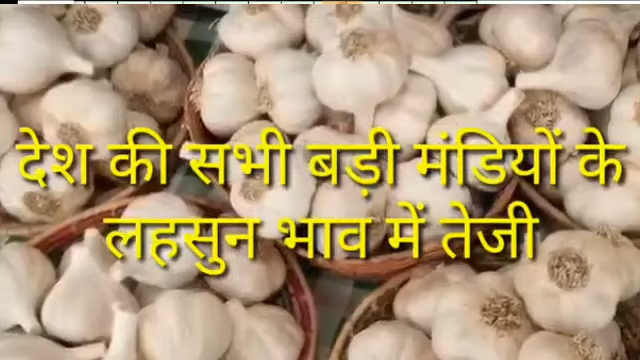 देश की सभी बड़ी मंडियों के
लहसुन भाव में तेजी